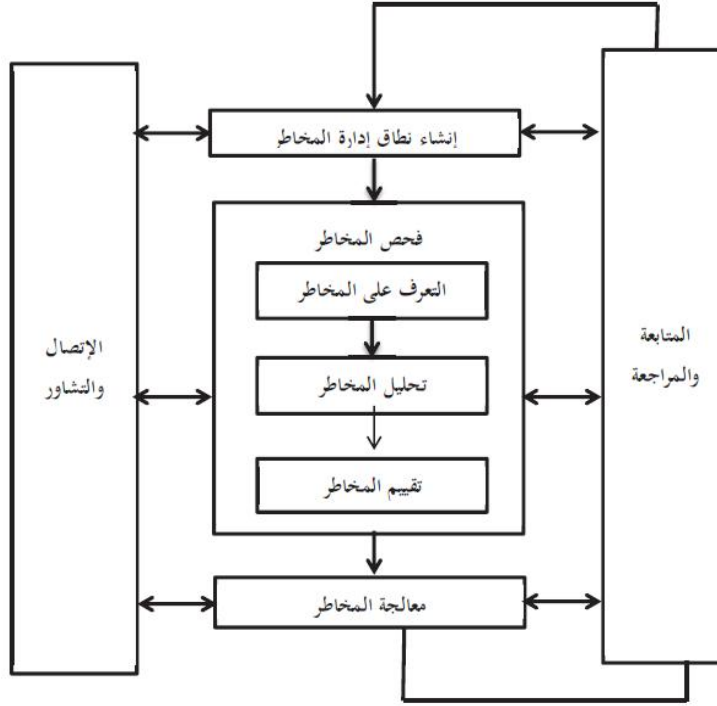 إنشاء نطاق إدارة المخاطر
فحص المخاطر
التعرف على المخاطر
تحليل المخاطر
تقييم المخاطر
معالجة المخاطر
المتابعة
والمراجعة
الإتصال
والتشاور